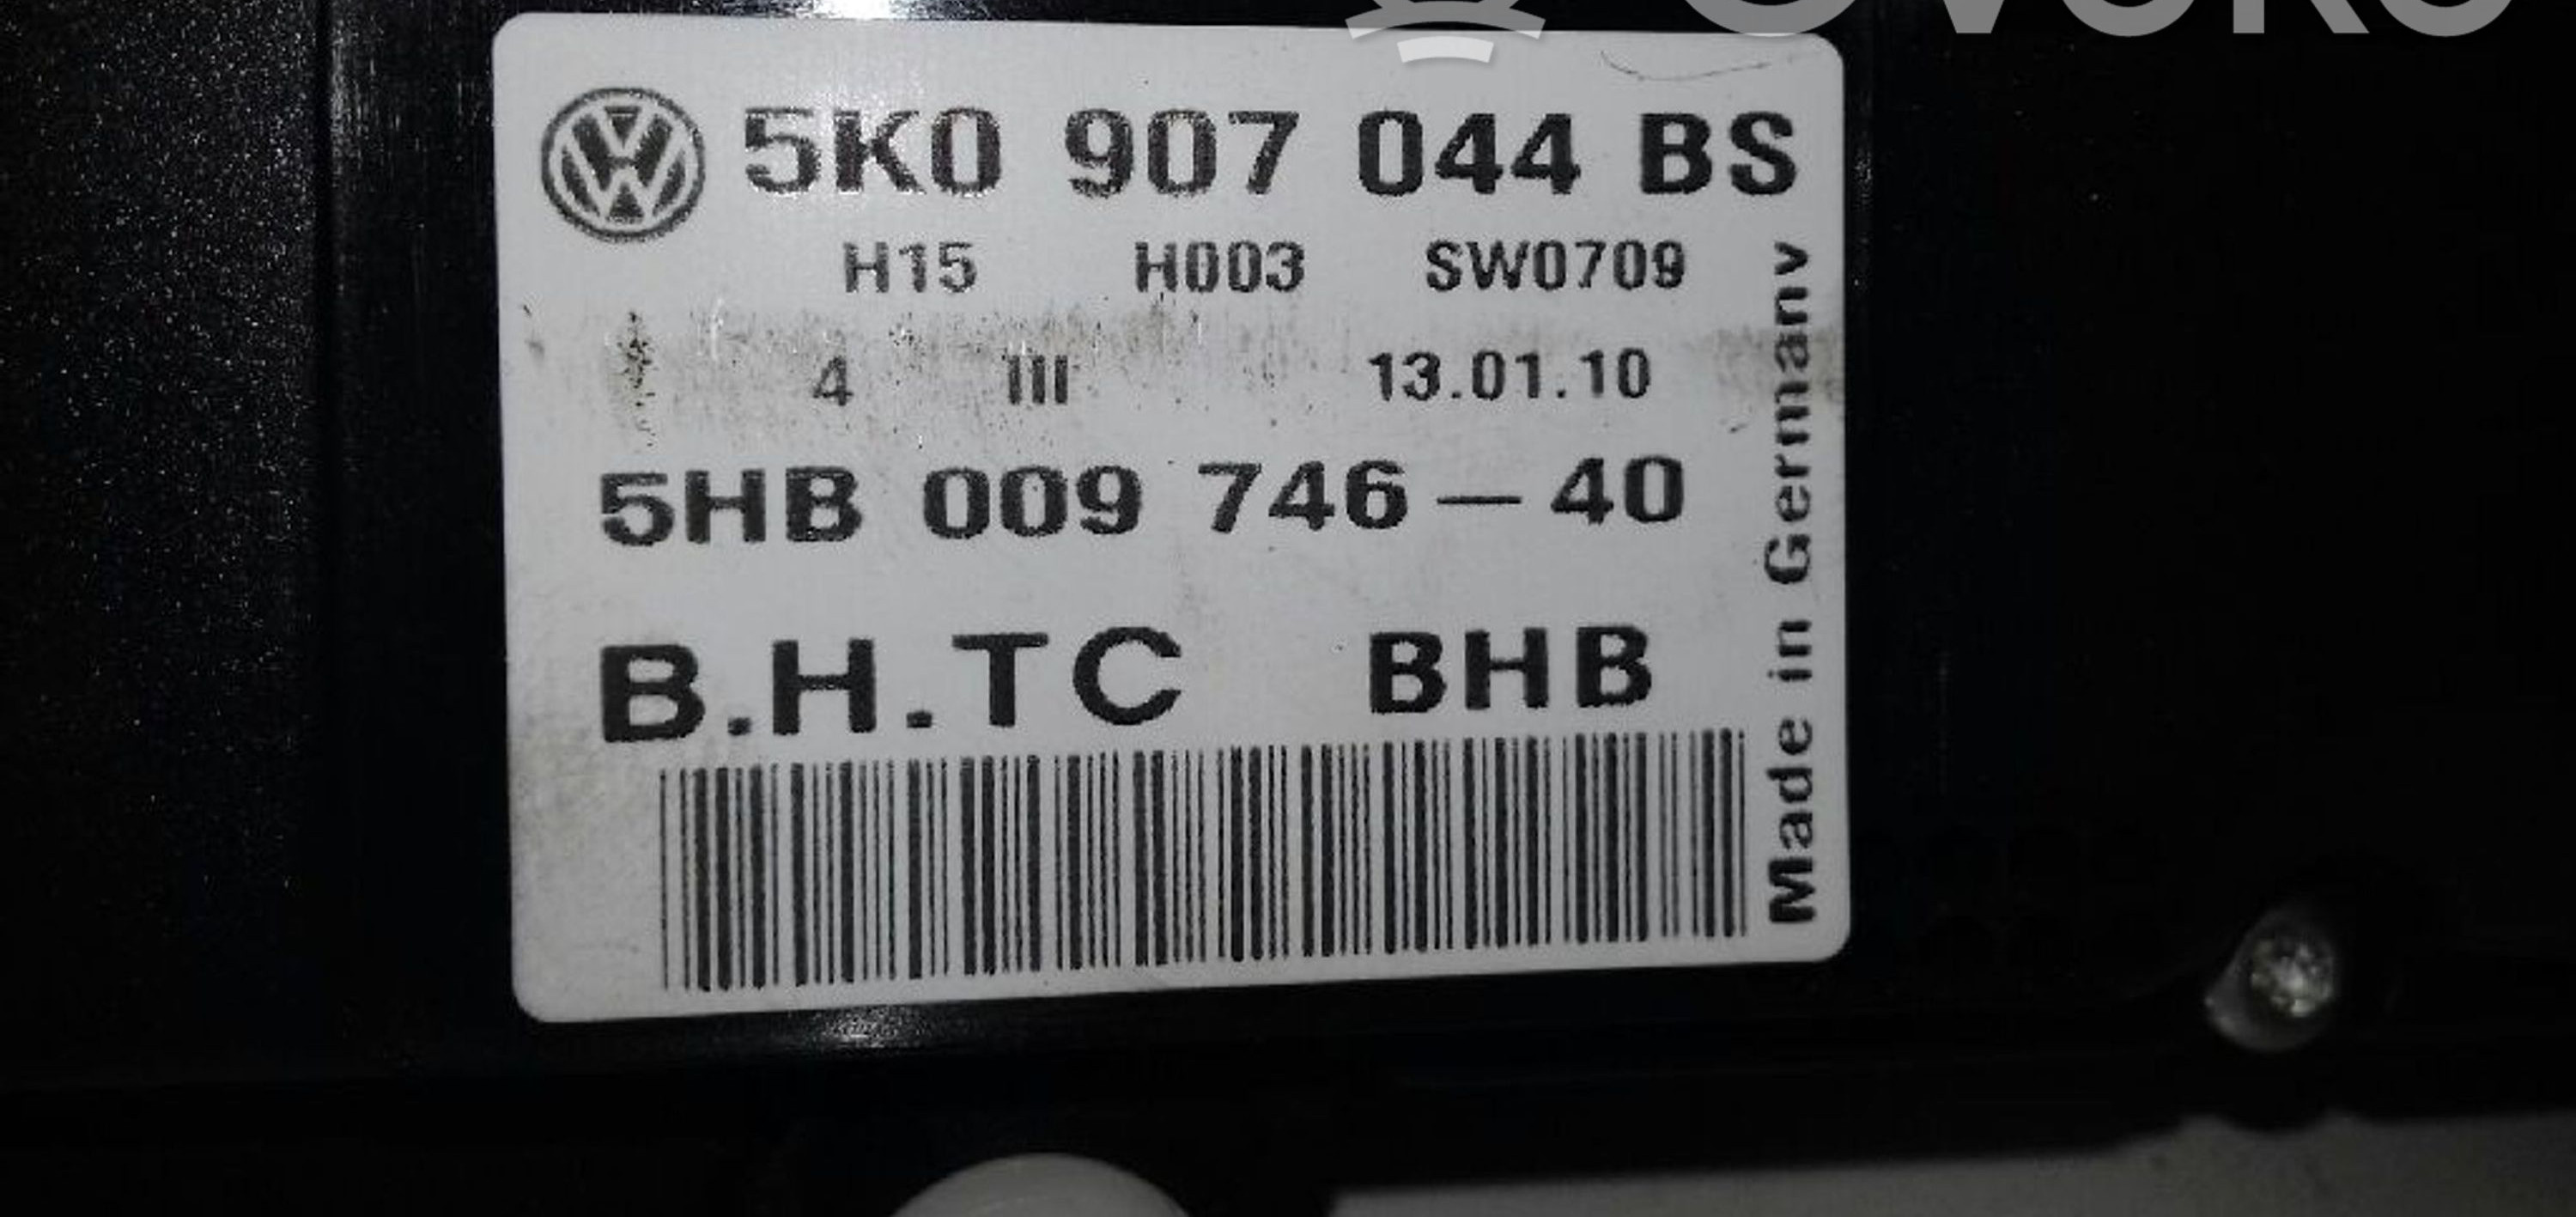 5K0 907 044 BS
H15 H003 SW0709
4 III 13.01.10
5HB 009 746-40
B.H.TC BHB
Made in Germany